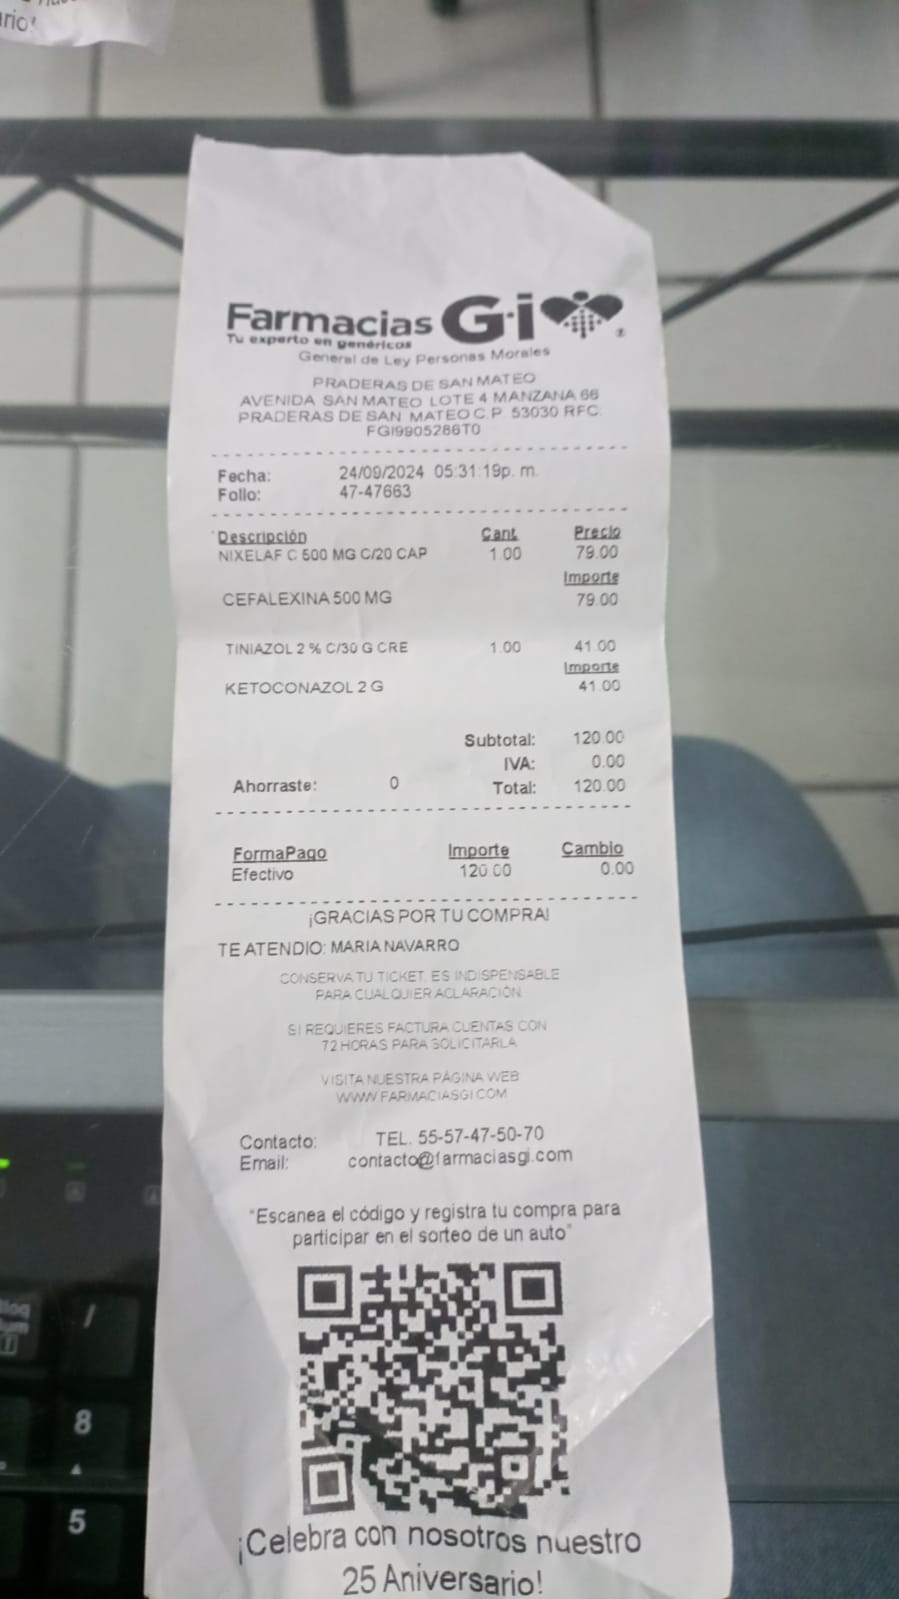 ario!
Farmacias G·i
Tu experto en genéricos
General de Ley Personas Morales
PRADERAS DE SAN MATEO
AVENIDA SAN MATEO LOTE 4 MANZANA 66
PRADERAS DE SAN MATEO C.P. 53030 RFC.
FGI9905286T0
Fecha: 24/09/2024 05:31:19p. m.
Folio: 47-47663
Descripción Cant. Precio
NIXELAF C 500 MG C/20 CAP 1.00 79.00
Importe
CEFALEXINA 500 MG 79.00
TINIAZOL 2 % C/30 G CRE 1.00 41.00
Importe
KETOCONAZOL 2 G 41.00
Subtotal: 120.00
IVA: 0.00
Ahorraste: 0 Total: 120.00
FormaPago Importe Cambio
Efectivo 120.00 0.00
¡GRACIAS POR TU COMPRA!
TE ATENDIO: MARIA NAVARRO
CONSERVA TU TICKET, ES INDISPENSABLE
PARA CUALQUIER ACLARACIÓN.
SI REQUIERES FACTURA CUENTAS CON
72 HORAS PARA SOLICITARLA
VISITA NUESTRA PÁGINA WEB
WWW.FARMACIASGI.COM
Contacto: TEL. 55-57-47-50-70
Email: contacto@farmaciasgi.com
"Escanea el código y registra tu compra para
participar en el sorteo de un auto"
¡Celebra con nosotros nuestro
25 Aniversario!
/
8
5